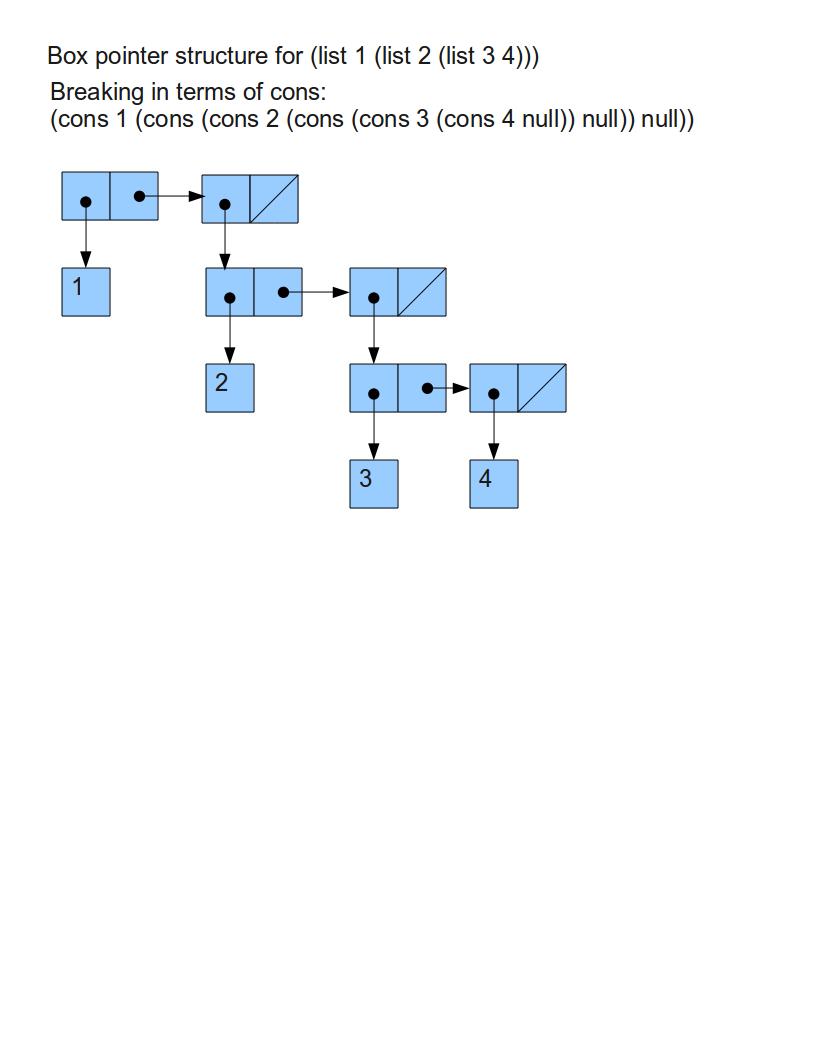 Box pointer structure for (list 1 (list 2 (list 3 4)))
Breaking in terms of cons:
(cons 1 (cons (cons 2 (cons (cons 3 (cons 4 null)) null)) null))
1
2
3 4